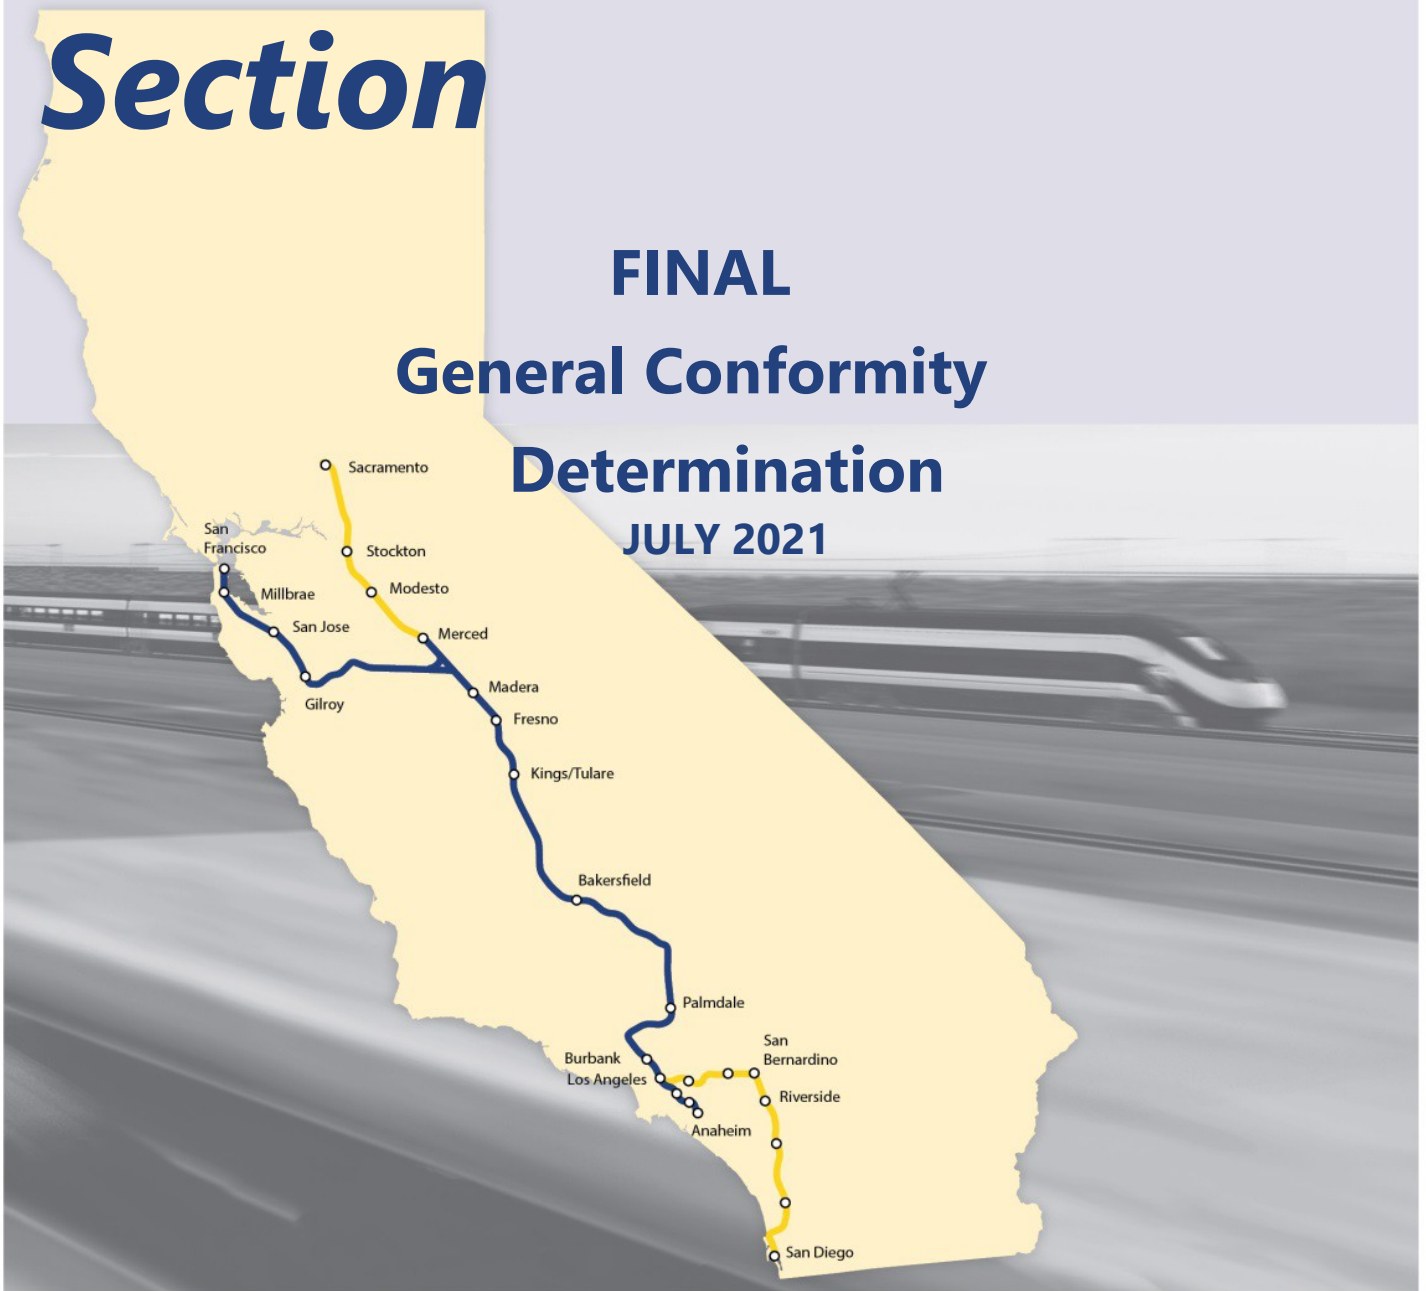 Section
FINAL
General Conformity
Determination
JULY 2021
Sacramento
San
Francisco
Stockton
Modesto
Millbrae
San Jose
Merced
Gilroy
Madera
Fresno
Kings/Tulare
Bakersfield
Palmdale
San
Bernardino
Burbank
Los Angeles
Riverside
Anaheim
San Diego